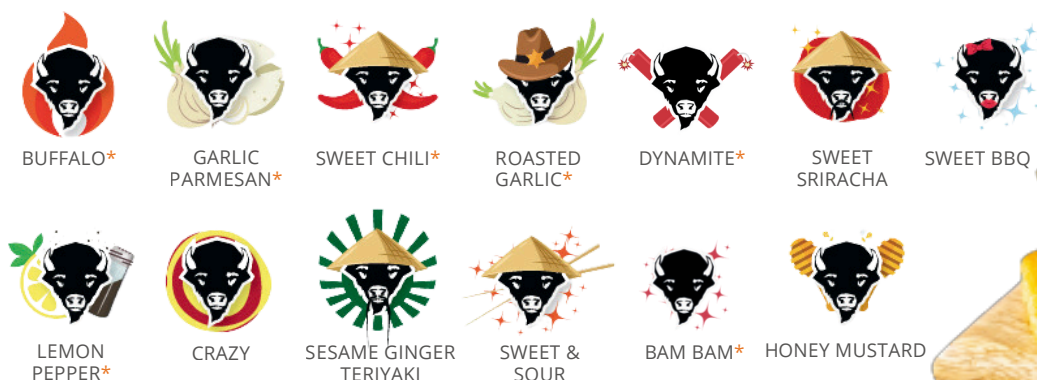 BUFFALO*
GARLIC
PARMESAN*
SWEET CHILI*
ROASTED
GARLIC*
DYNAMITE*
SWEET
SRIRACHA
SWEET BBQ
LEMON
PEPPER*
CRAZY
SESAME GINGER
TERIYAKI
SWEET &
SOUR
BAM BAM*
HONEY MUSTARD